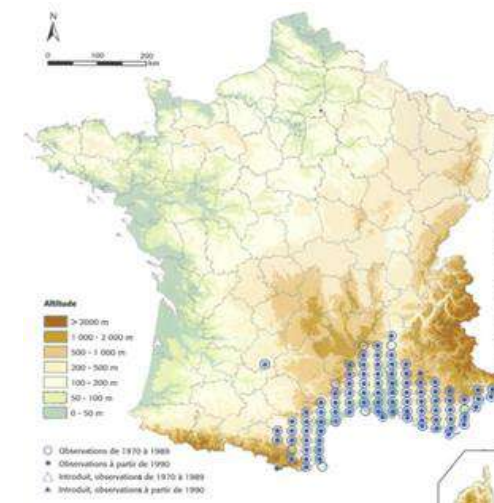 N
0 100 200
km
Altitude
> 2000 m
1 000 - 2 000 m
500 - 1 000 m
200 - 500 m
100 - 200 m
50 - 100 m
0 - 50 m
Observations de 1970 à 1989
Observations à partir de 1990
Introduit, observations de 1970 à 1989
Introduit, observations à partir de 1990